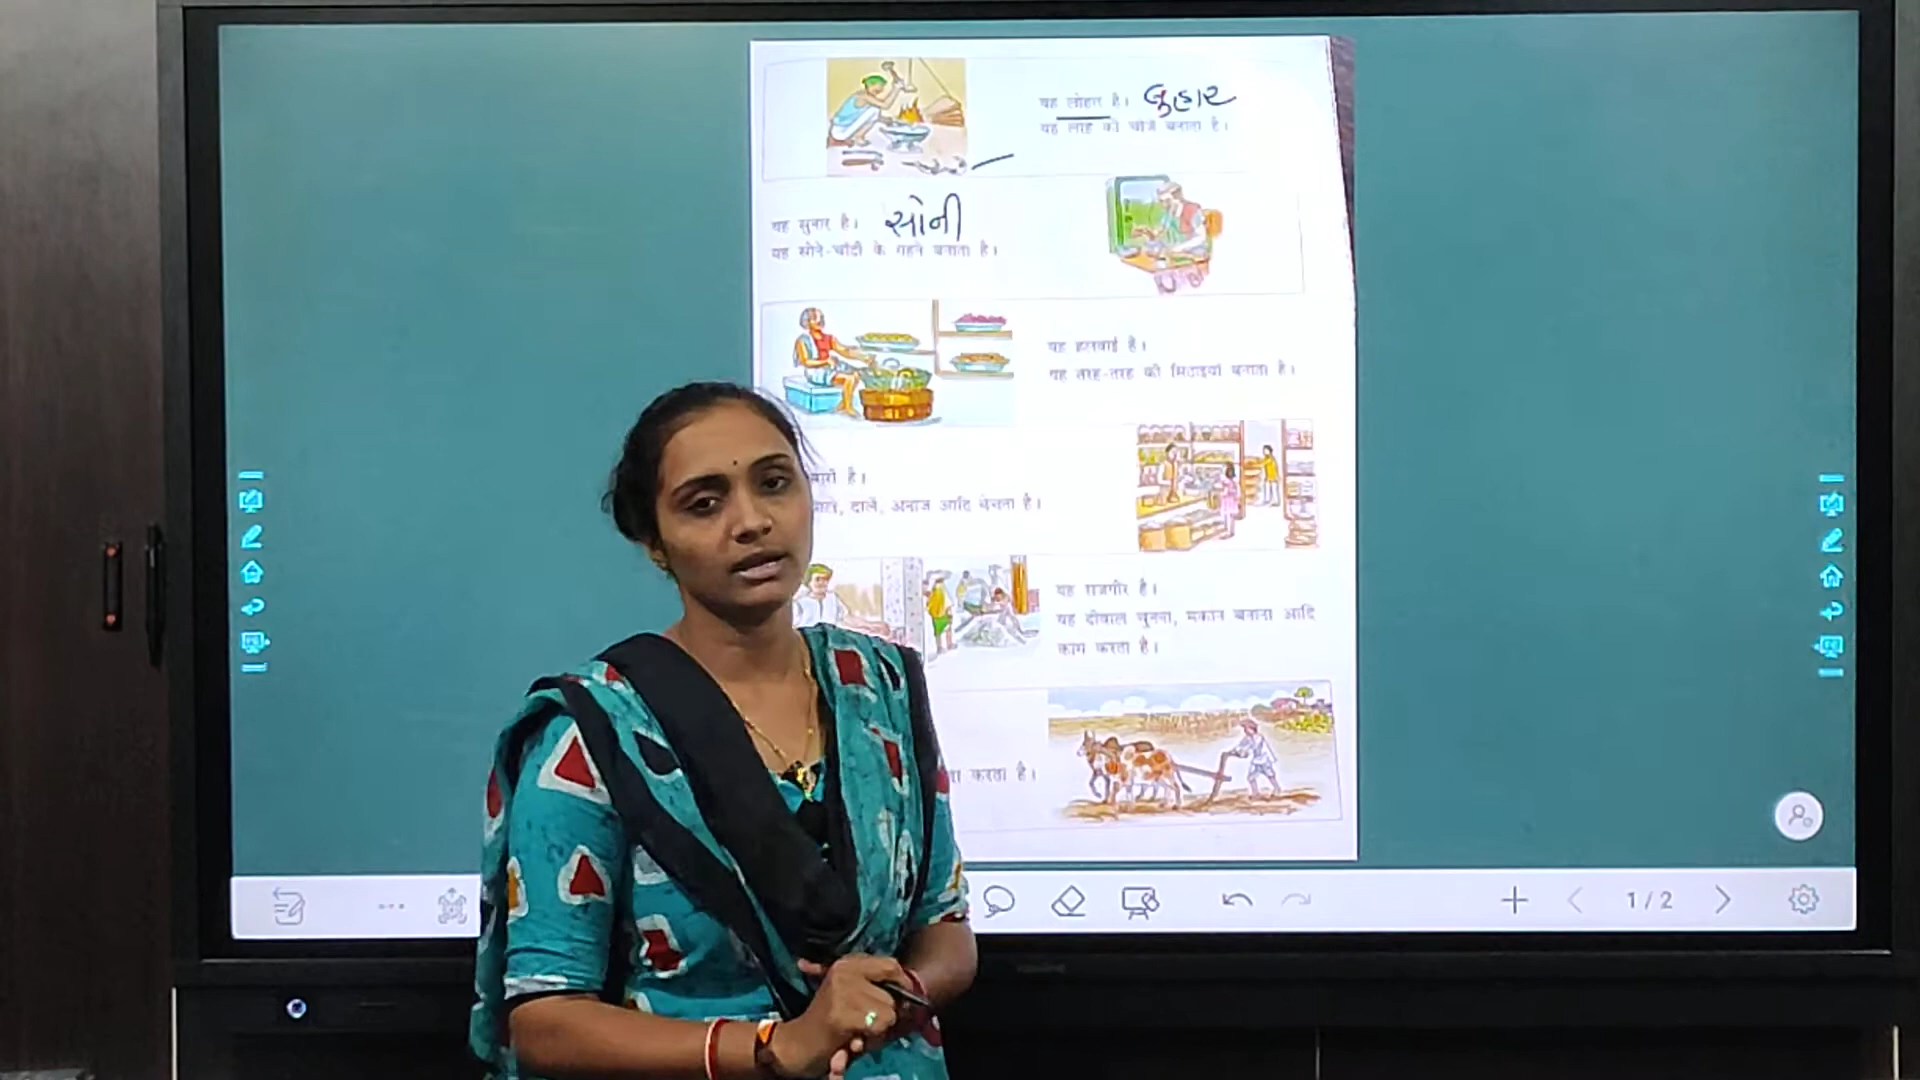 यह लोहार है। લુહાર
यह लोहे की चीजें बनाता है।
यह सुनार है। સોની
यह सोने-चाँदी के गहने बनाता है।
यह हलवाई है।
यह तरह-तरह की मिठाइयाँ बनाता है।
है।
दालें, अनाज आदि बेचता है।
यह राजगीर है।
यह दीवाल चुनना, मकान बनाना आदि
काम करता है।
करता है।
1/2